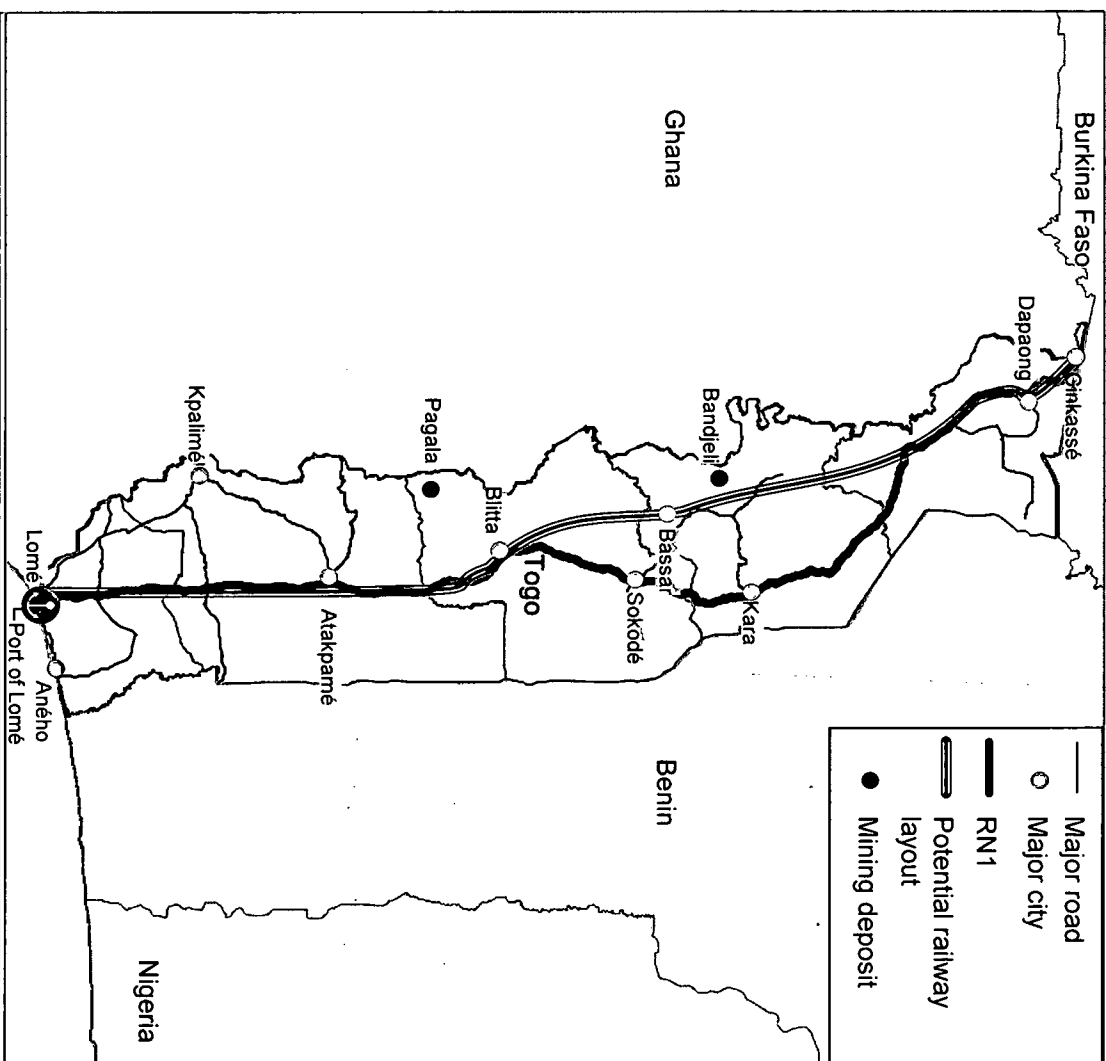 Burkina Faso
Ghana
Dapaong
Cinkassé
Bandjeli
Bassar
Kara
Sokodé
Pagala
Blitta
Togo
Kpalimé
Atakpamé
Lomé
Port of Lomé
Aného
Benin
Nigeria
Major road
Major city
RN1
Potential railway
layout
Mining deposit